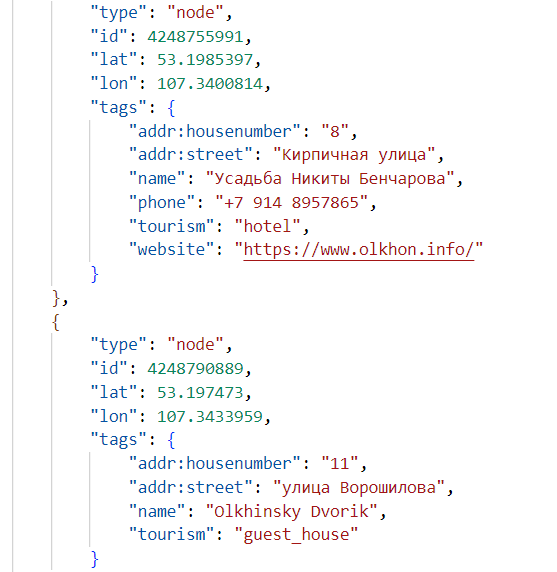 "type": "node",
"id": 4248755991,
"lat": 53.1985397,
"lon": 107.3400814,
"tags": {
"addr:housenumber": "8",
"addr:street": "Кирпичная улица",
"name": "Усадьба Никиты Бенчарова",
"phone": "+7 914 8957865",
"tourism": "hotel",
"website": "https://www.olkhon.info/"
}
},
{
"type": "node",
"id": 4248790889,
"lat": 53.197473,
"lon": 107.3433959,
"tags": {
"addr:housenumber": "11",
"addr:street": "улица Ворошилова",
"name": "Olkhinsky Dvorik",
"tourism": "guest_house"
}